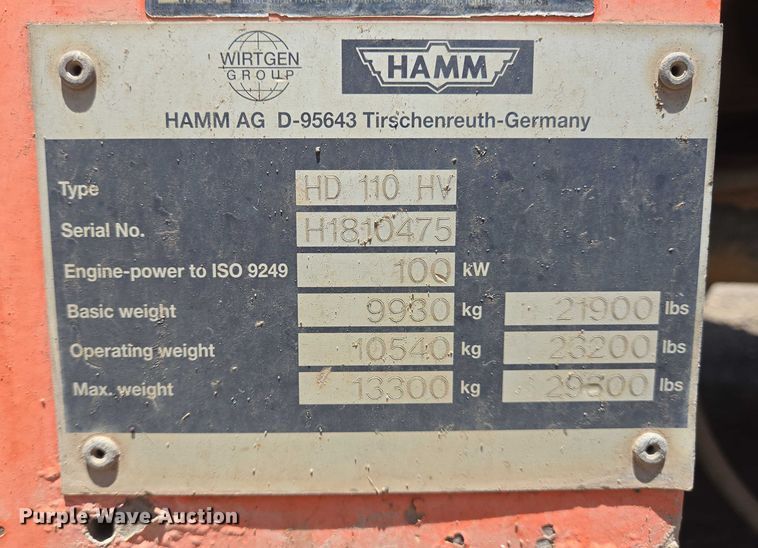 WIRTGEN
GROUP
HAMM
HAMM AG D-95643 Tirschenreuth-Germany
Type HD 110 HV
Serial No. H1810475
Engine-power to ISO 9249 100 kW
Basic weight 9930 kg 21900 lbs
Operating weight 10540 kg 23200 lbs
Max. weight 13300 kg 29300 lbs
Purple Wave Auction